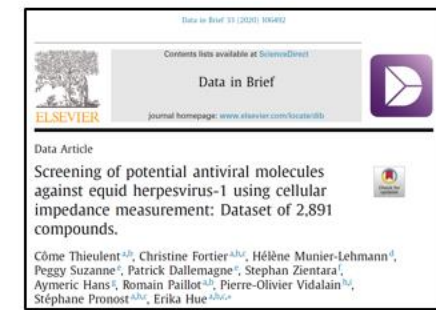 Data in Brief 33 (2020) 106492
Contents lists available at ScienceDirect
Data in Brief
journal homepage: www.elsevier.com/locate/dib
ELSEVIER
Data Article
Screening of potential antiviral molecules
against equid herpesvirus-1 using cellular
impedance measurement: Dataset of 2,891
compounds.
Check for
updates
Côme Thieulent a,b, Christine Fortier a,b,c, Hélène Munier-Lehmann d,
Peggy Suzanne e, Patrick Dallemagne e, Stephan Zientara f,
Aymeric Hans g, Romain Paillot a,b, Pierre-Olivier Vidalain h,i,
Stéphane Pronost a,b,c, Erika Hue a,b,c,*